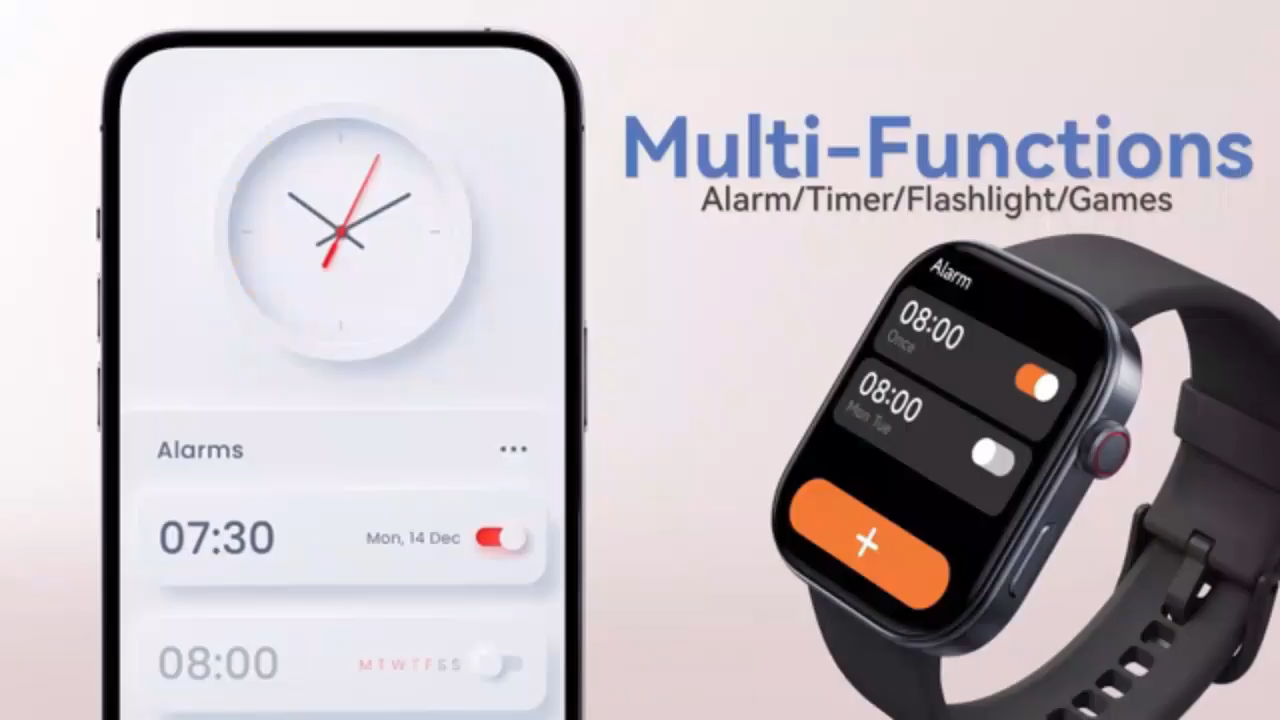 Multi-Functions
Alarm/Timer/Flashlight/Games
Alarms
07:30 Mon, 14 Dec
08:00 M T W T F S S
Alarm
08:00
Once
08:00
Mon Tue